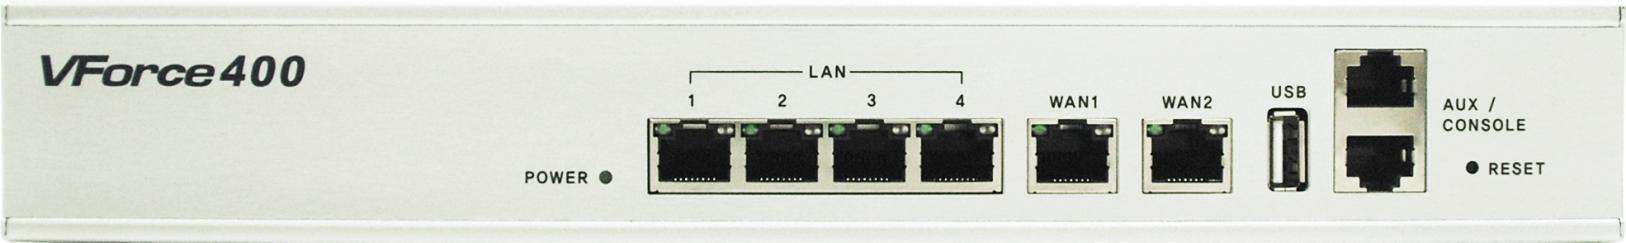 VForce400
LAN
1 2 3 4
WAN1
WAN2
USB
AUX /
CONSOLE
POWER
RESET